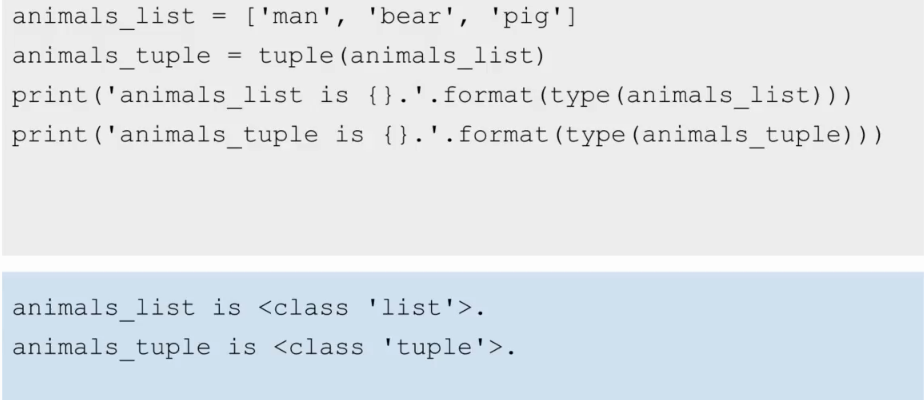 animals_list = ['man', 'bear', 'pig']
animals_tuple = tuple(animals_list)
print('animals_list is {}.'.format(type(animals_list)))
print('animals_tuple is {}.'.format(type(animals_tuple)))
animals_list is <class 'list'>.
animals_tuple is <class 'tuple'>.